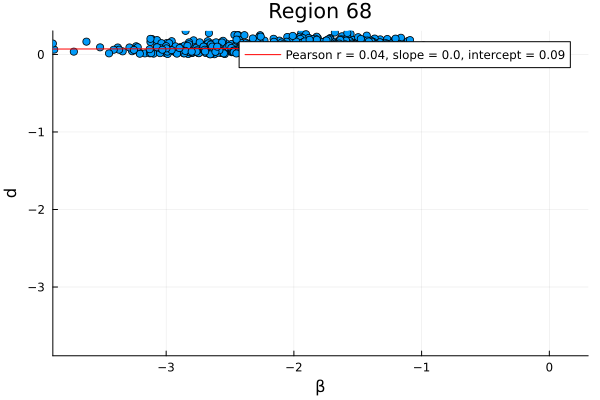 Region 68
Pearson r = 0.04, slope = 0.0, intercept = 0.09
d
0
−1
−2
−3
−3
−2
−1
0
β